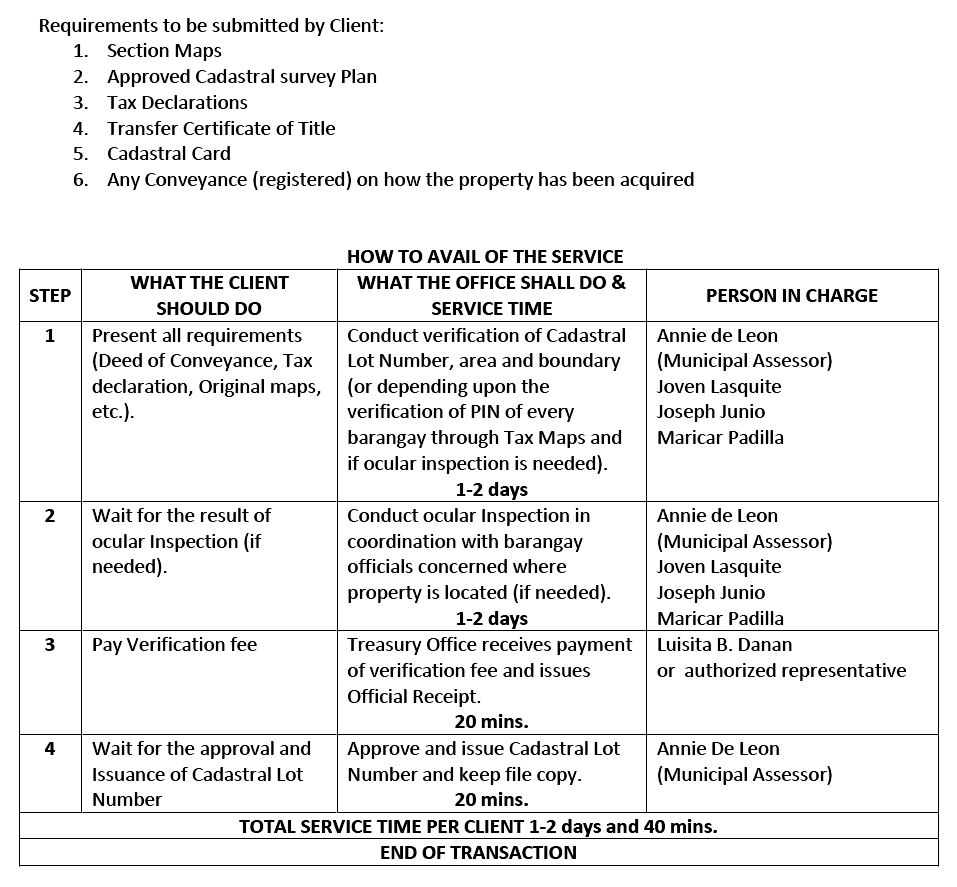 Requirements to be submitted by Client:
1. Section Maps
2. Approved Cadastral survey Plan
3. Tax Declarations
4. Transfer Certificate of Title
5. Cadastral Card
6. Any Conveyance (registered) on how the property has been acquired
HOW TO AVAIL OF THE SERVICE
STEP
WHAT THE CLIENT
SHOULD DO
WHAT THE OFFICE SHALL DO &
SERVICE TIME
PERSON IN CHARGE
1
Present all requirements
(Deed of Conveyance, Tax
declaration, Original maps,
etc.).
Conduct verification of Cadastral
Lot Number, area and boundary
(or depending upon the
verification of PIN of every
barangay through Tax Maps and
if ocular inspection is needed).
1-2 days
Annie de Leon
(Municipal Assessor)
Joven Lasquite
Joseph Junio
Maricar Padilla
2
Wait for the result of
ocular Inspection (if
needed).
Conduct ocular Inspection in
coordination with barangay
officials concerned where
property is located (if needed).
1-2 days
Annie de Leon
(Municipal Assessor)
Joven Lasquite
Joseph Junio
Maricar Padilla
3
Pay Verification fee
Treasury Office receives payment
of verification fee and issues
Official Receipt.
20 mins.
Luisita B. Danan
or authorized representative
4
Wait for the approval and
Issuance of Cadastral Lot
Number
Approve and issue Cadastral Lot
Number and keep file copy.
20 mins.
Annie De Leon
(Municipal Assessor)
TOTAL SERVICE TIME PER CLIENT 1-2 days and 40 mins.
END OF TRANSACTION